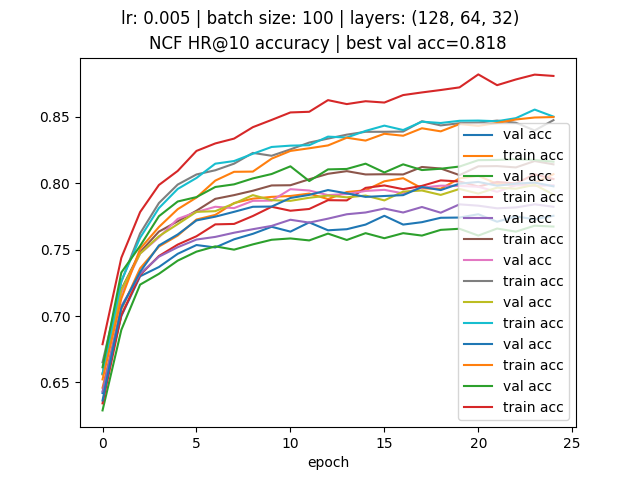 lr: 0.005 | batch size: 100 | layers: (128, 64, 32)
NCF HR@10 accuracy | best val acc=0.818
0.85
0.80
0.75
0.70
0.65
val acc
train acc
val acc
train acc
val acc
train acc
val acc
train acc
val acc
train acc
val acc
train acc
val acc
train acc
0 5 10 15 20 25
epoch